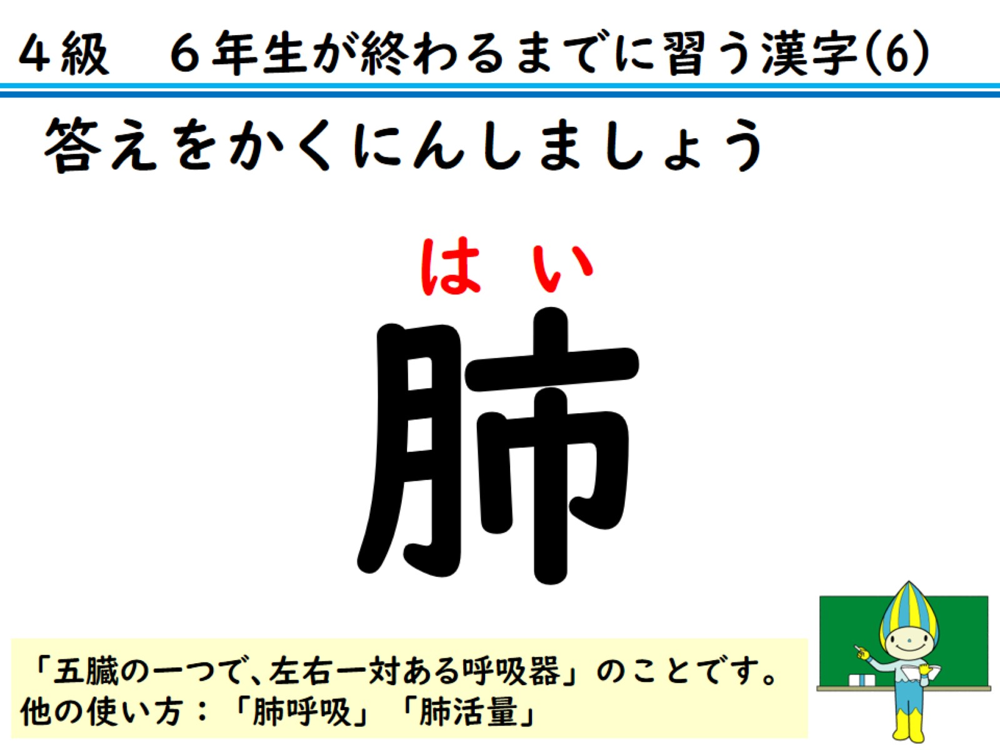 ４級　６年生が終わるまでに習う漢字(6)
答えをかくにんしましょう
はい
肺
「五臓の一つで、左右一対ある呼吸器」のことです。
他の使い方：「肺呼吸」「肺活量」